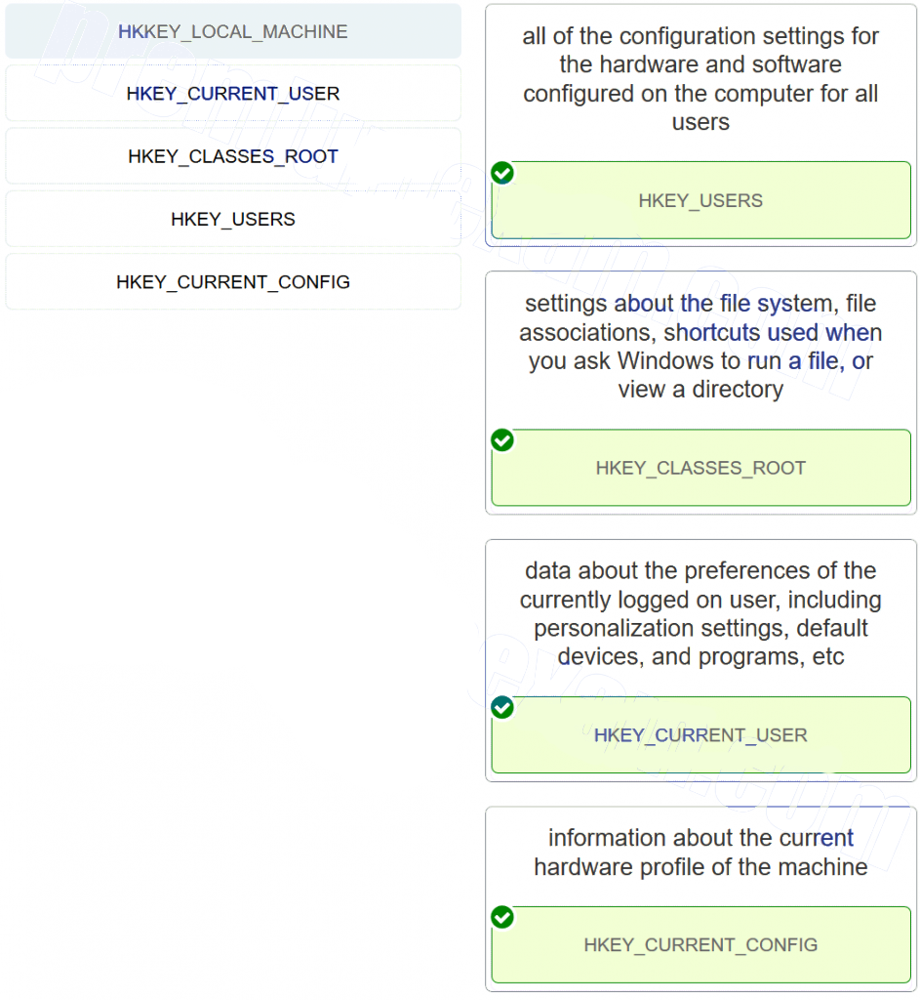 HKKEY_LOCAL_MACHINE
HKEY_CURRENT_USER
HKEY_CLASSES_ROOT
HKEY_USERS
HKEY_CURRENT_CONFIG
all of the configuration settings for
the hardware and software
configured on the computer for all
users
HKEY_USERS
settings about the file system, file
associations, shortcuts used when
you ask Windows to run a file, or
view a directory
HKEY_CLASSES_ROOT
data about the preferences of the
currently logged on user, including
personalization settings, default
devices, and programs, etc
HKEY_CURRENT_USER
information about the current
hardware profile of the machine
HKEY_CURRENT_CONFIG